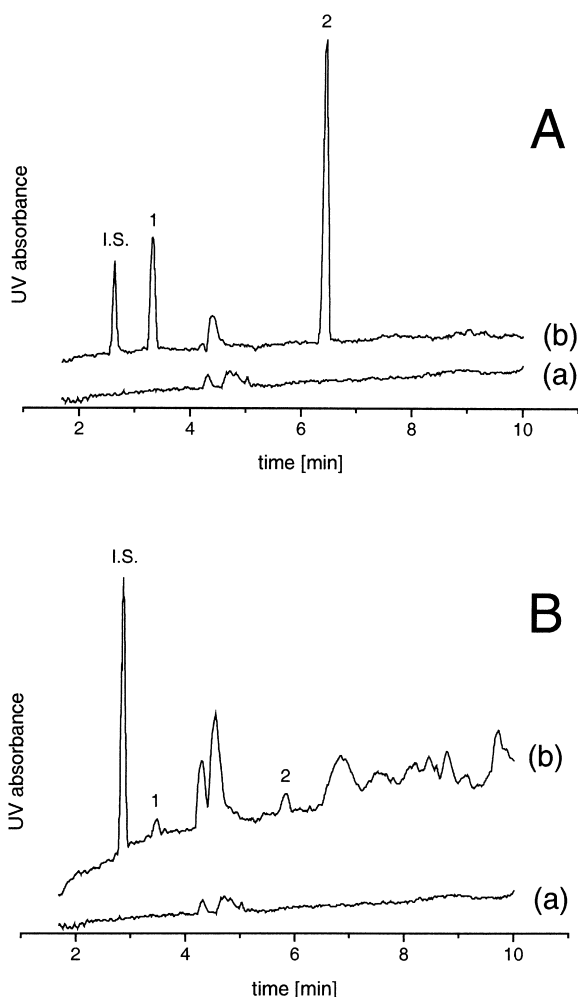 2
A
1
I.S.
UV absorbance
(b)
(a)
2 4 6 8 10
time [min]
I.S.
B
UV absorbance
(b)
1
2
(a)
2 4 6 8 10
time [min]